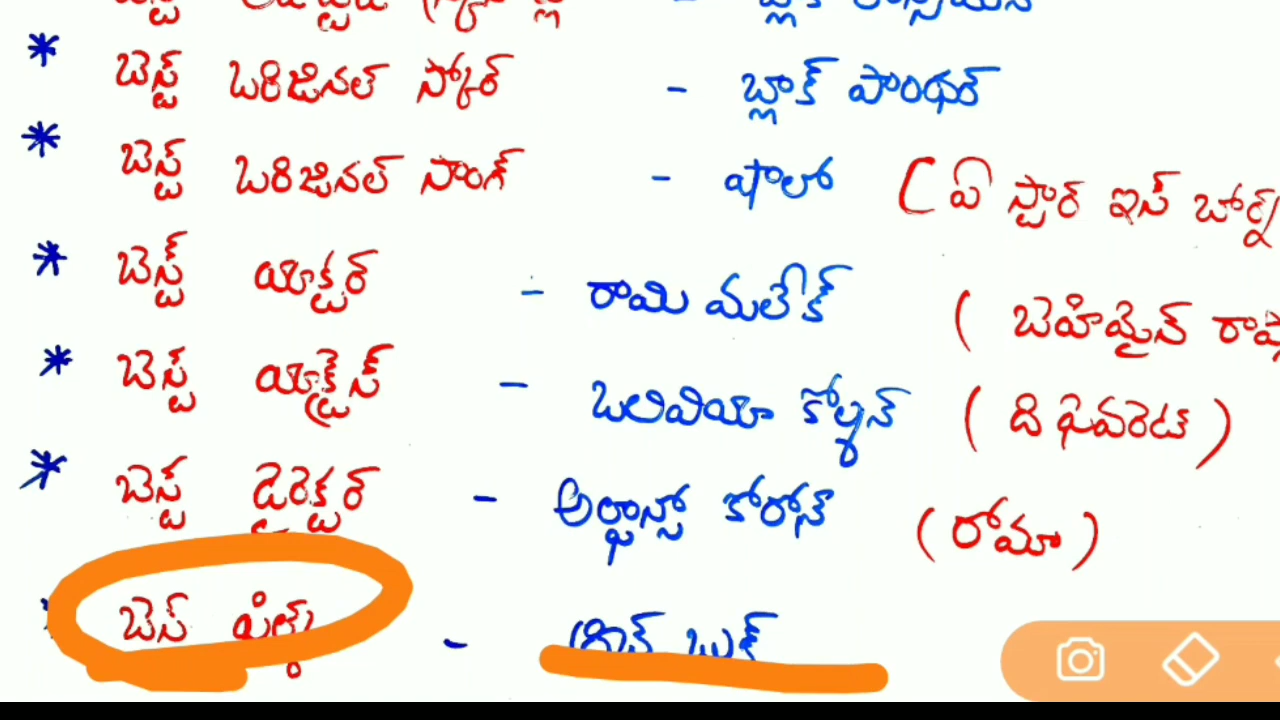 * బెస్ట్ ఒరిజినల్ స్కోర్ - బ్లాక్ పాంథర్
* బెస్ట్ ఒరిజినల్ సాంగ్ - షాలో ( ఏ స్టార్ ఇస్ బోర్న్
* బెస్ట్ యాక్టర్ - రామి మలేక్ ( బెహిమైన్
* బెస్ట్ యాక్ట్రెస్ - ఒలివియా కోల్మన్ ( ది ఫెవరెట్ )
* బెస్ట్ డైరెక్టర్ - అల్ఫాన్సో కోరోన్ ( రోమా )
* బెస్ట్ ఫిల్మ్ - గ్రీన్ బుక్